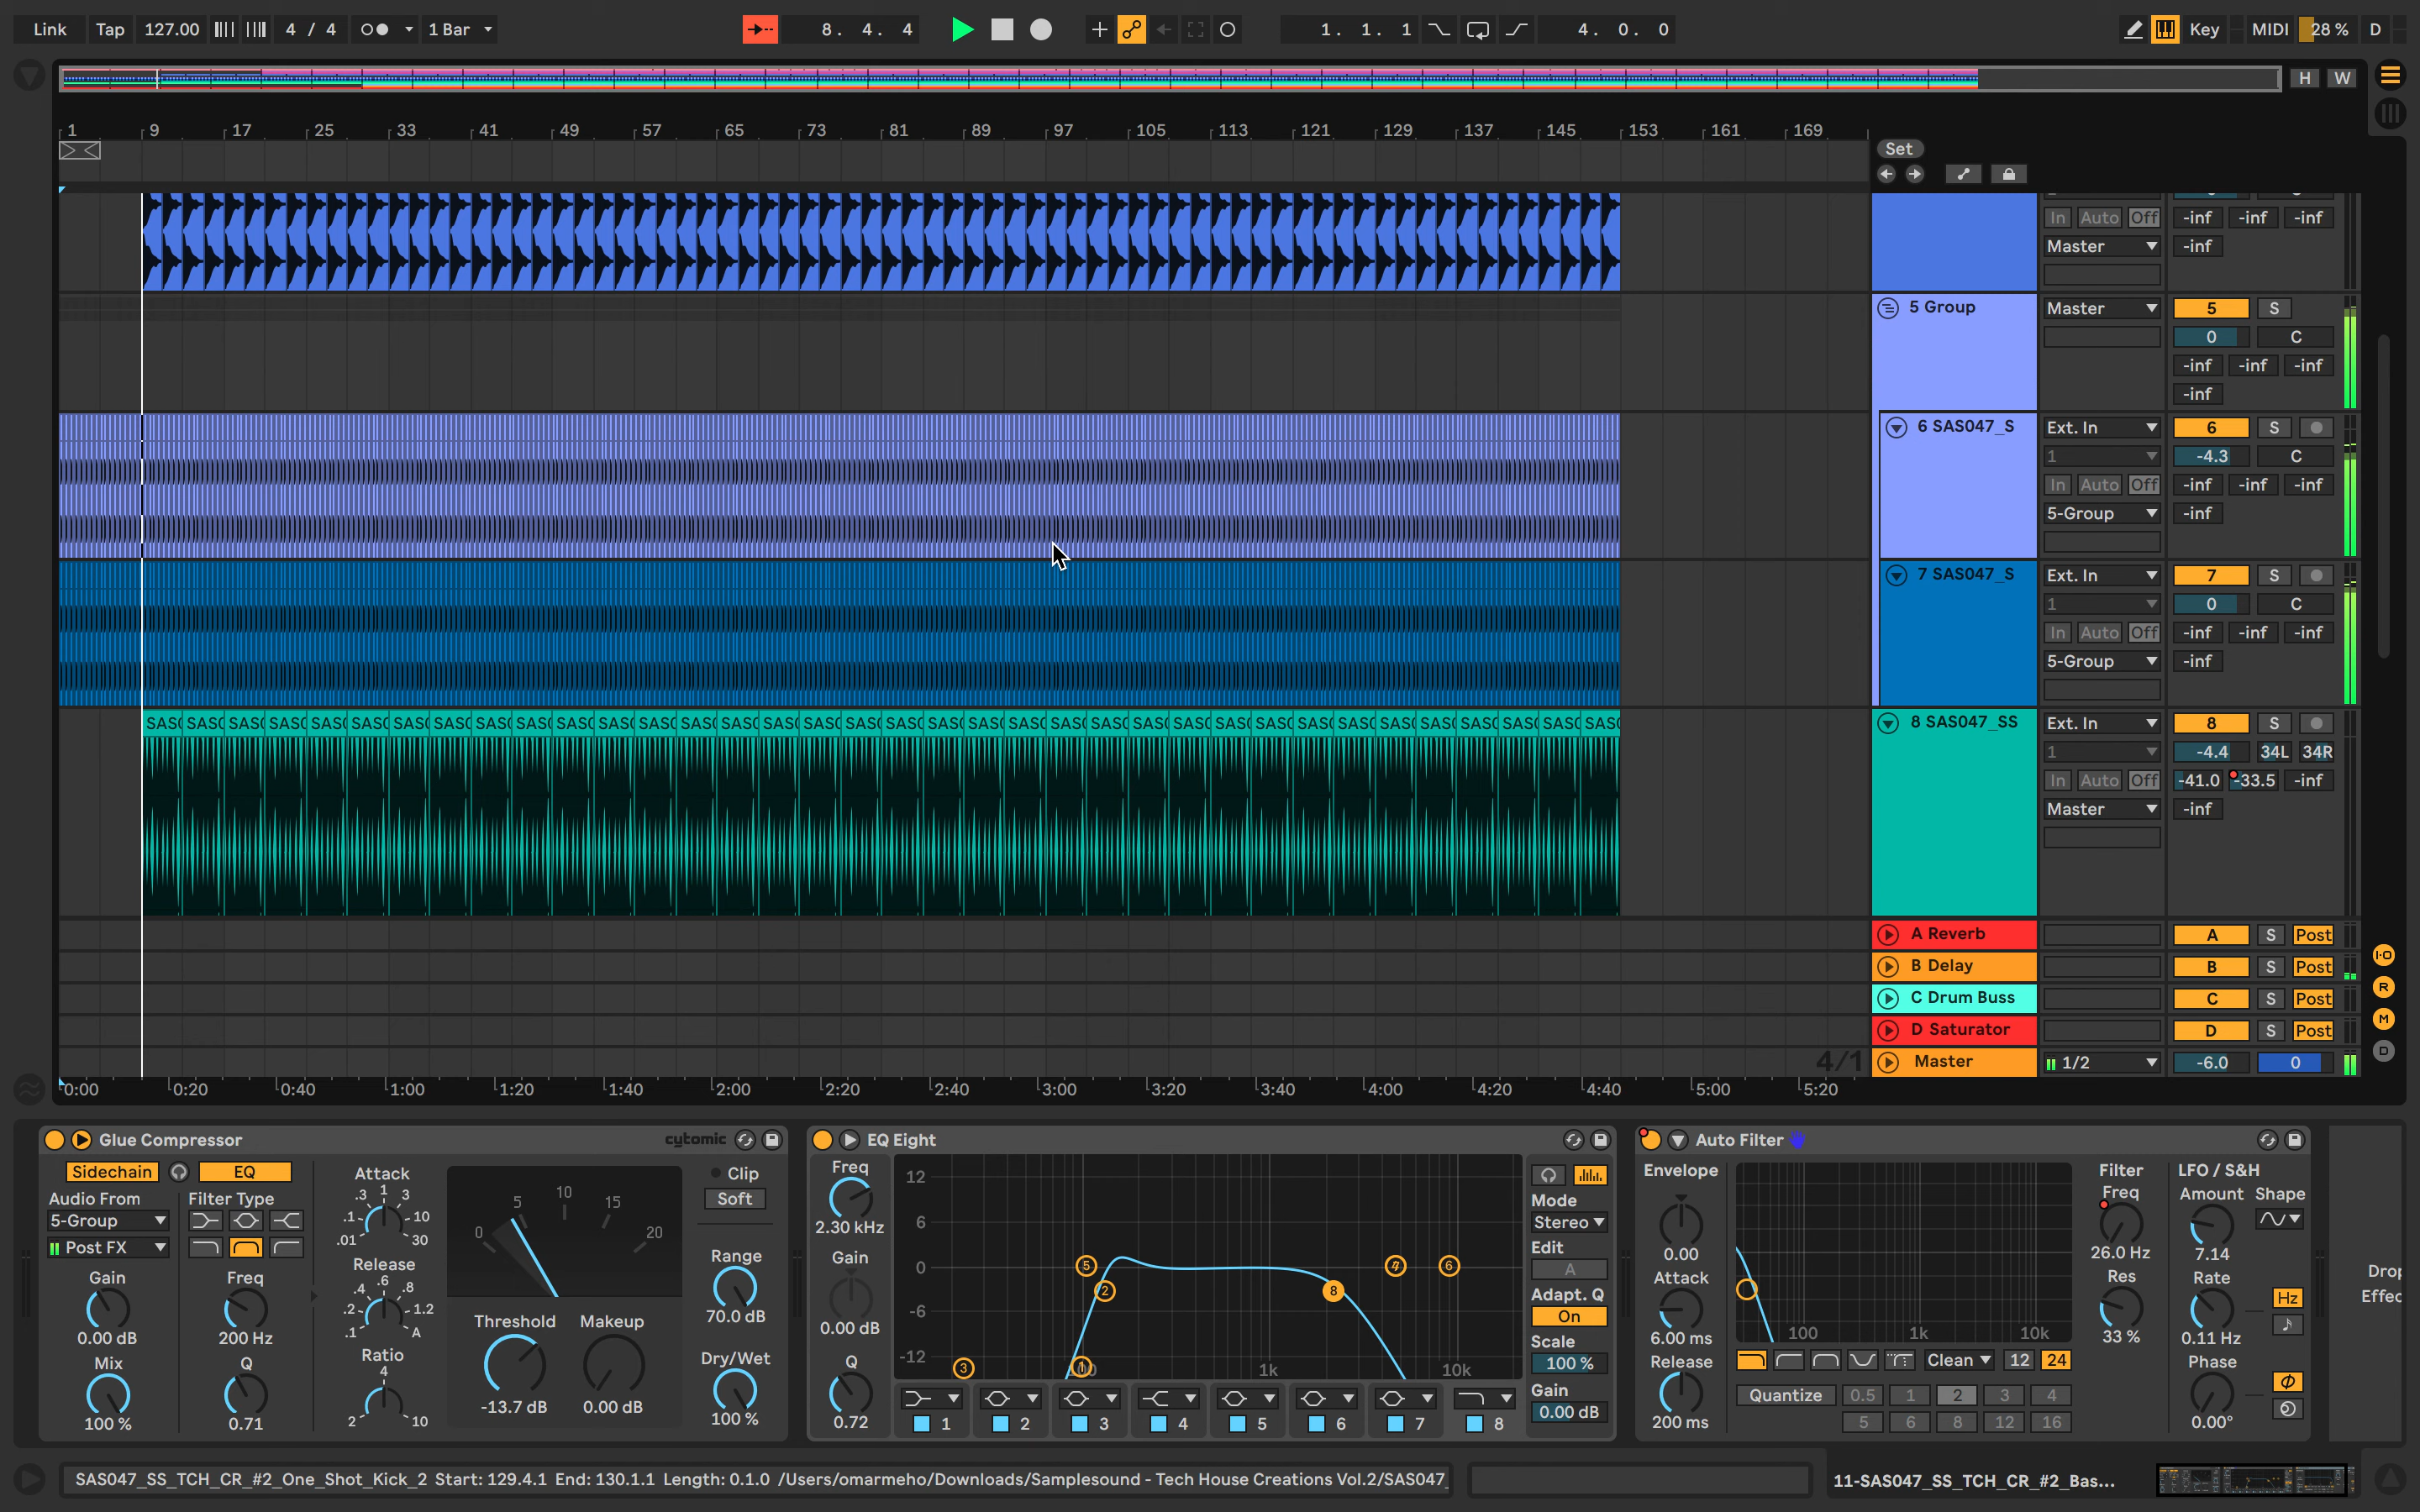 Link Tap 127.00 4 / 4 1 Bar 8. 4. 4 1. 1. 1 4. 0. 0 Key MIDI 28 % D
H W
1 9 17 25 33 41 49 57 65 73 81 89 97 105 113 121 129 137 145 153 161 169
Set
In Auto Off -inf -inf -inf
Master -inf
5 Group Master 5 S
0 C
-inf -inf -inf
-inf
6 SAS047_S Ext. In 6 S
1 -4.3 C
In Auto Off -inf -inf -inf
5-Group -inf
7 SAS047_S Ext. In 7 S
1 0 C
In Auto Off -inf -inf -inf
5-Group -inf
8 SAS047_SS Ext. In 8 S
1 -4.4 34L 34R
In Auto Off -41.0 -33.5 -inf
Master -inf
A Reverb A S Post
B Delay B S Post
C Drum Buss C S Post
D Saturator D S Post
4/1 Master 1/2 -6.0 0
I·O
R
M
D
0:00 0:20 0:40 1:00 1:20 1:40 2:00 2:20 2:40 3:00 3:20 3:40 4:00 4:20 4:40 5:00 5:20
Glue Compressor cytomic
Sidechain EQ
Audio From Filter Type
5-Group
Post FX
Gain Freq
0.00 dB 200 Hz
Mix Q
100 % 0.71
Attack
.01 .1 .3 1 3 10 30
Release
.1 .2 .4 .6 .8 1.2 A
Ratio
2 4 10
0 5 10 15 20
Threshold Makeup
-13.7 dB 0.00 dB
Clip
Soft
Range
70.0 dB
Dry/Wet
100 %
EQ Eight
Freq
2.30 kHz
Gain
0.00 dB
Q
0.72
12
6
0
-6
-12
5 2 8 6
3 1 1k 10k
1 2 3 4 5 6 7 8
Mode
Stereo
Edit
A
Adapt. Q
On
Scale
100 %
Gain
0.00 dB
Auto Filter
Envelope
0.00
Attack
6.00 ms
Release
200 ms
100 1k 10k
Clean 12 24
Quantize 0.5 1 2 3 4
5 6 8 12 16
Filter
Freq
26.0 Hz
Res
33 %
LFO / S&H
Amount Shape
7.14
Rate
0.11 Hz Hz
Phase
0.00°
SAS047_SS_TCH_CR_#2_One_Shot_Kick_2 Start: 129.4.1 End: 130.1.1 Length: 0.1.0 /Users/omarmeho/Downloads/Samplesound - Tech House Creations Vol.2/SAS047_
11-SAS047_SS_TCH_CR_#2_Bas...